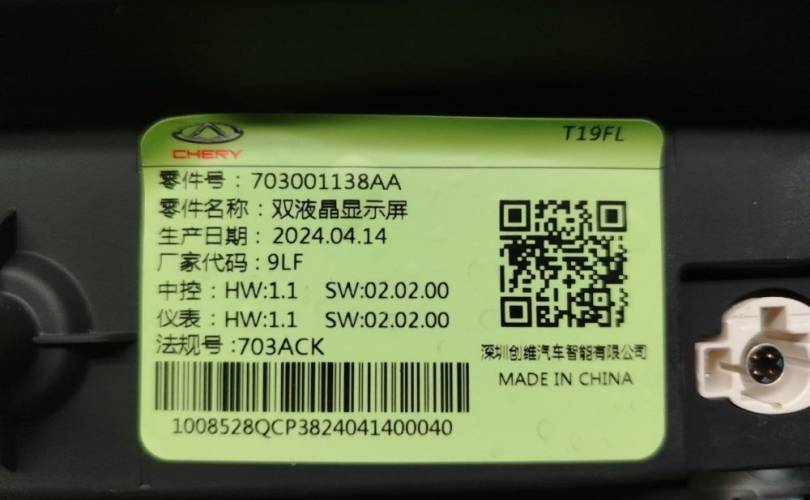 CHERY
T19FL
零件号：703001138AA
零件名称：双液晶显示屏
生产日期：2024.04.14
厂家代码：9LF
中控：HW:1.1 SW:02.02.00
仪表：HW:1.1 SW:02.02.00
法规号：703ACK
1008528QCP3824041400040
深圳创维汽车智能有限公司
MADE IN CHINA